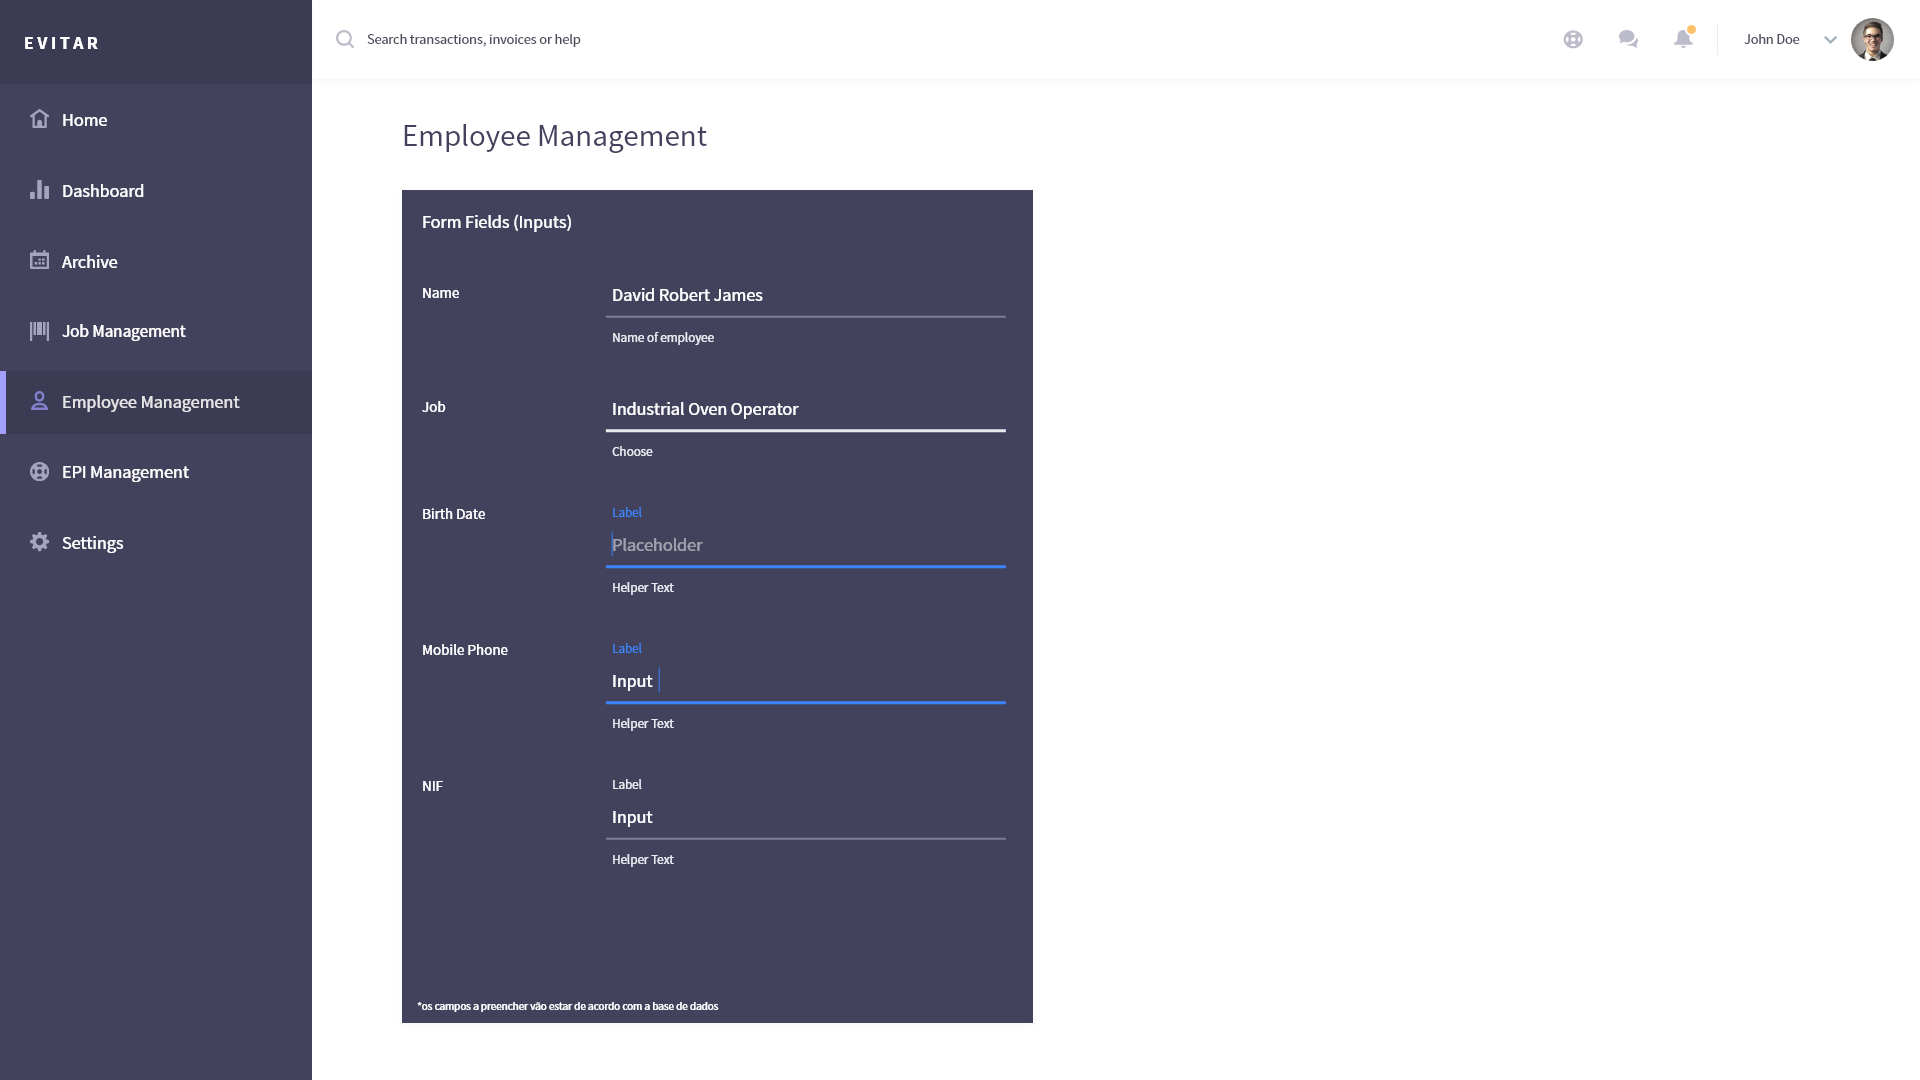 EVITAR
Search transactions, invoices or help
John Doe
Home
Dashboard
Archive
Job Management
Employee Management
EPI Management
Settings
Employee Management
Form Fields (Inputs)
Name
David Robert James
Name of employee
Job
Industrial Oven Operator
Choose
Birth Date
Label
Placeholder
Helper Text
Mobile Phone
Label
Input
Helper Text
NIF
Label
Input
Helper Text
*os campos a preencher vão estar de acordo com a base de dados